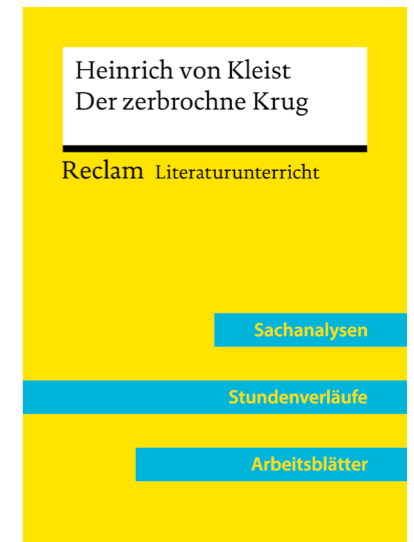 Heinrich von Kleist
Der zerbrochne Krug
Reclam Literaturunterricht
Sachanalysen
Stundenverläufe
Arbeitsblätter